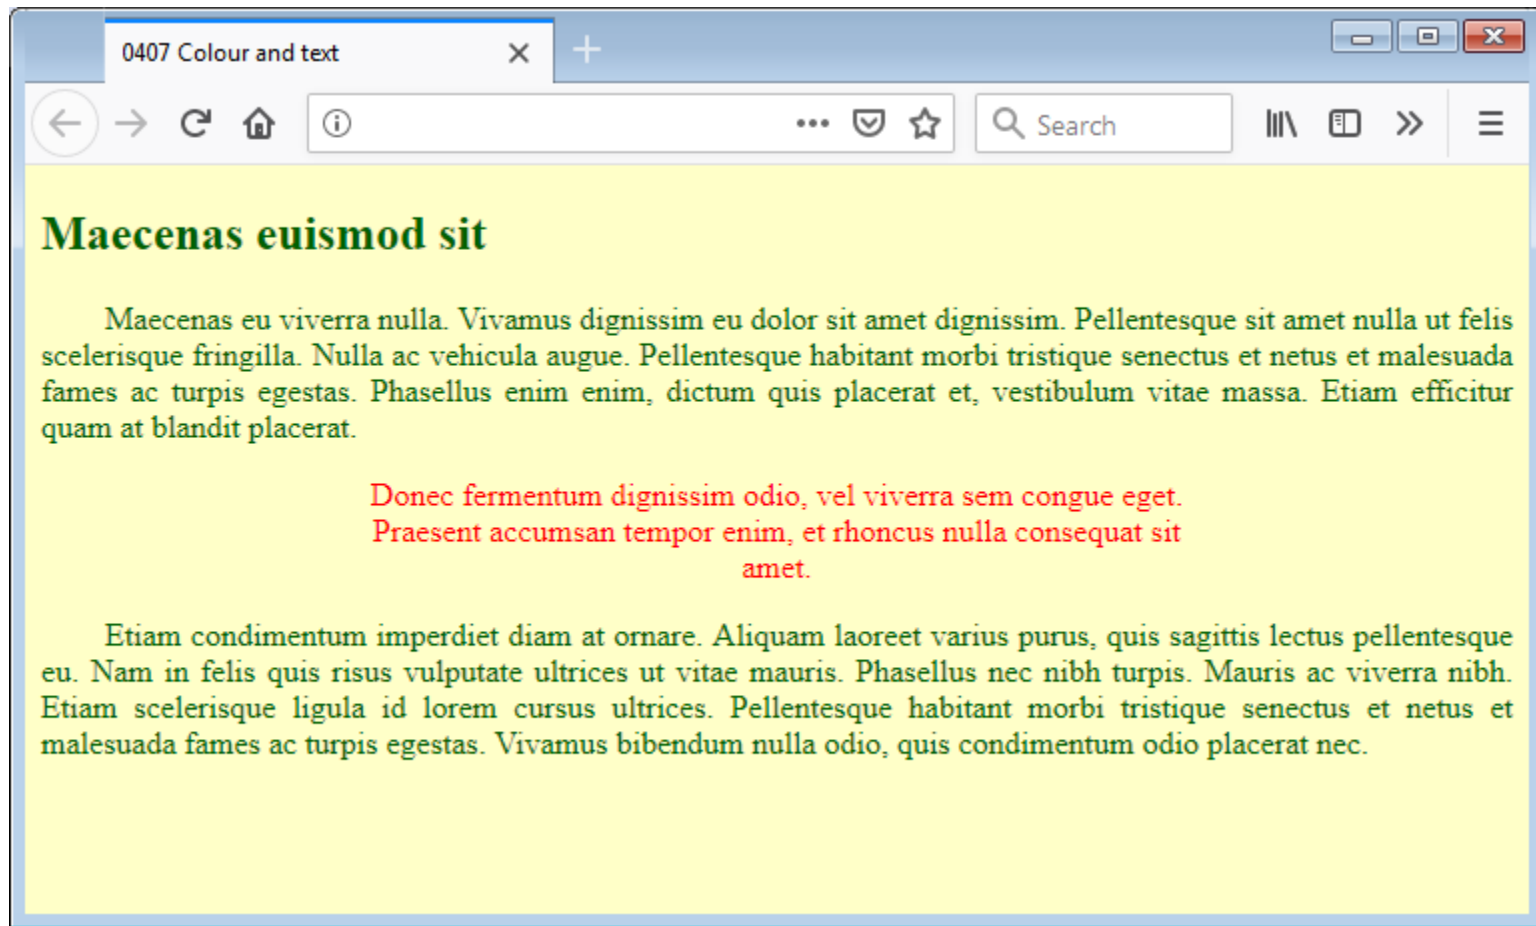 0407 Colour and text
Search
Maecenas euismod sit
Maecenas eu viverra nulla. Vivamus dignissim eu dolor sit amet dignissim. Pellentesque sit amet nulla ut felis
scelerisque fringilla. Nulla ac vehicula augue. Pellentesque habitant morbi tristique senectus et netus et malesuada
fames ac turpis egestas. Phasellus enim enim, dictum quis placerat et, vestibulum vitae massa. Etiam efficitur
quam at blandit placerat.
Donec fermentum dignissim odio, vel viverra sem congue eget.
Praesent accumsan tempor enim, et rhoncus nulla consequat sit
amet.
Etiam condimentum imperdiet diam at ornare. Aliquam laoreet varius purus, quis sagittis lectus pellentesque
eu. Nam in felis quis risus vulputate ultrices ut vitae mauris. Phasellus nec nibh turpis. Mauris ac viverra nibh.
Etiam scelerisque ligula id lorem cursus ultrices. Pellentesque habitant morbi tristique senectus et netus et
malesuada fames ac turpis egestas. Vivamus bibendum nulla odio, quis condimentum odio placerat nec.